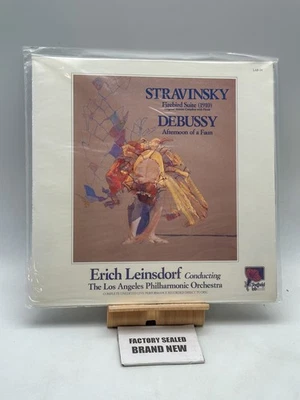 STRAVINSKY
Firebird Suite (1910)
DEBUSSY
Afternoon of a Faun
Erich Leinsdorf Conducting
The Los Angeles Philharmonic Orchestra
FACTORY SEALED
BRAND NEW